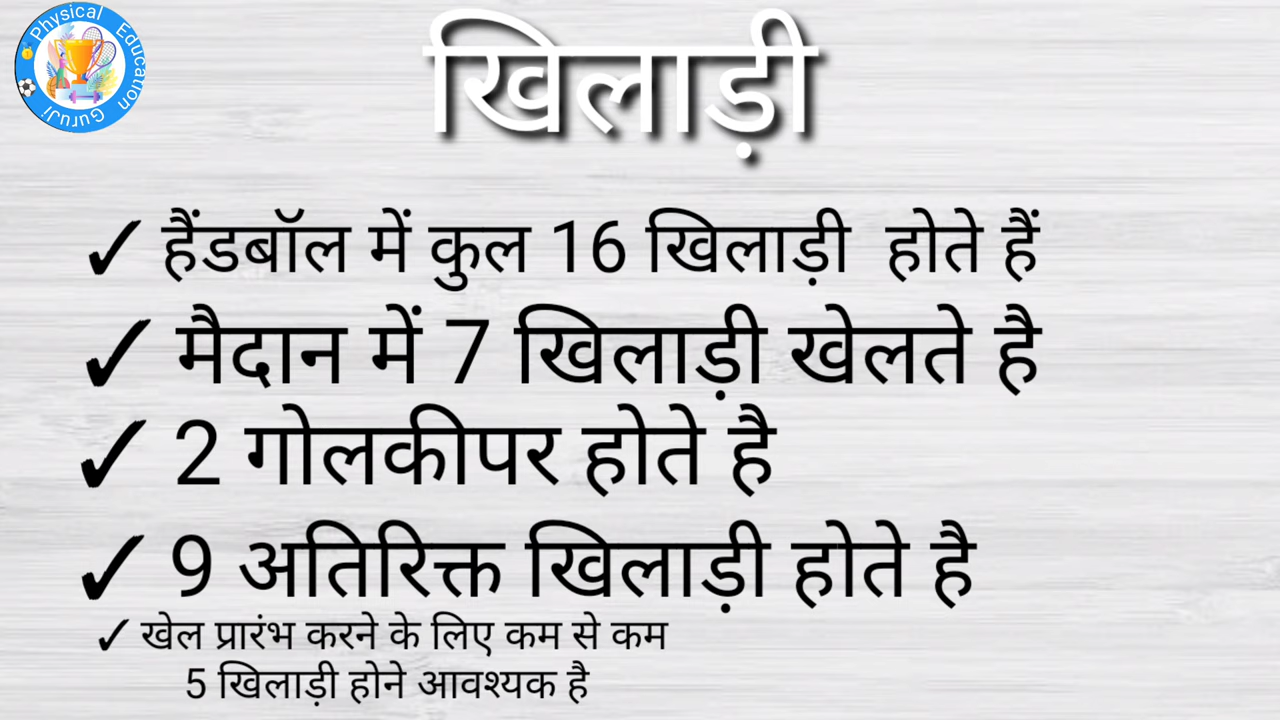 Physical Education Guruji
खिलाड़ी
✓ हैंडबॉल में कुल 16 खिलाड़ी होते हैं
✓ मैदान में 7 खिलाड़ी खेलते है
✓ 2 गोलकीपर होते है
✓ 9 अतिरिक्त खिलाड़ी होते है
✓ खेल प्रारंभ करने के लिए कम से कम
5 खिलाड़ी होने आवश्यक है